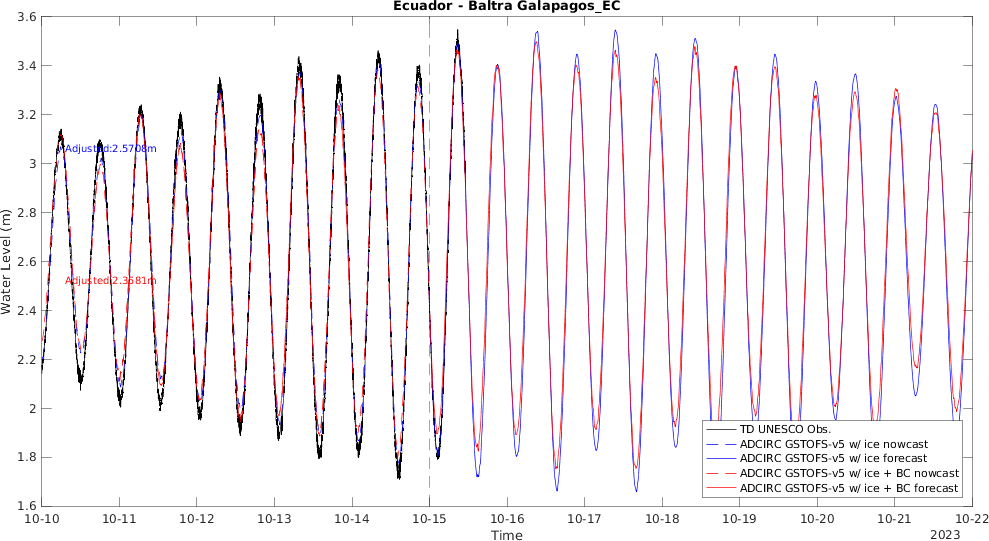 Ecuador - Baltra Galapagos_EC
3.6
3.4
3.2
3
2.8
2.6
2.4
2.2
2
1.8
1.6
Water Level (m)
Adjusted:2.5708m
Adjusted:2.3681m
TD UNESCO Obs.
ADCIRC GSTOFS-v5 w/ ice nowcast
ADCIRC GSTOFS-v5 w/ ice forecast
ADCIRC GSTOFS-v5 w/ ice + BC nowcast
ADCIRC GSTOFS-v5 w/ ice + BC forecast
10-10 10-11 10-12 10-13 10-14 10-15 10-16 10-17 10-18 10-19 10-20 10-21 10-22
Time
2023